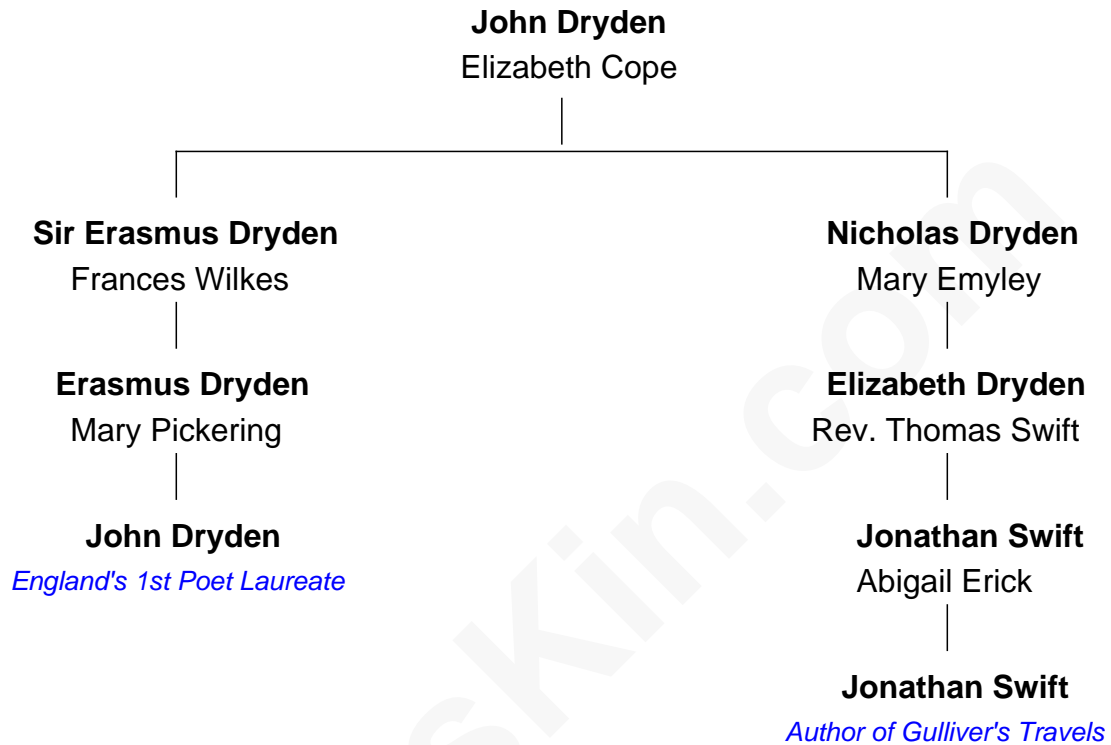 John Dryden
Elizabeth Cope
Sir Erasmus Dryden
Frances Wilkes
Nicholas Dryden
Mary Emyley
Erasmus Dryden
Mary Pickering
Elizabeth Dryden
Rev. Thomas Swift
John Dryden
England's 1st Poet Laureate
Jonathan Swift
Abigail Erick
Jonathan Swift
Author of Gulliver's Travels
sKin.com